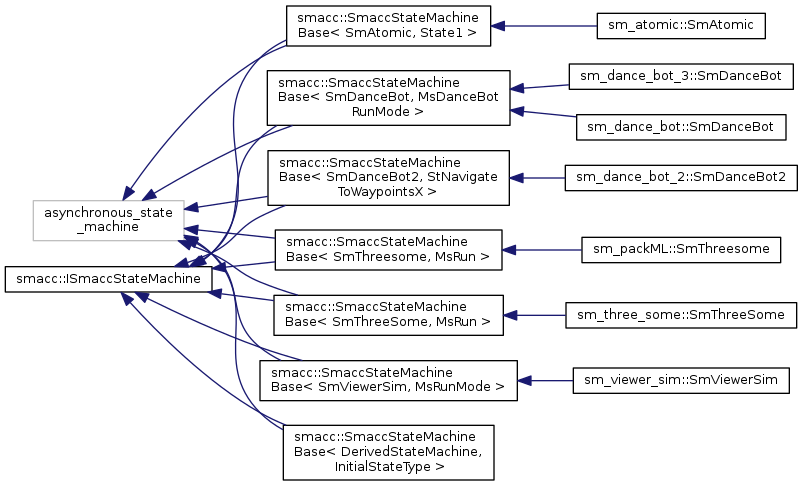 smacc::SmaccStateMachine
Base< SmAtomic, State1 >
sm_atomic::SmAtomic
smacc::SmaccStateMachine
Base< SmDanceBot, MsDanceBot
RunMode >
sm_dance_bot_3::SmDanceBot
sm_dance_bot::SmDanceBot
smacc::SmaccStateMachine
Base< SmDanceBot2, StNavigate
ToWaypointsX >
sm_dance_bot_2::SmDanceBot2
asynchronous_state
_machine
smacc::SmaccStateMachine
Base< SmThreesome, MsRun >
sm_packML::SmThreesome
smacc::ISmaccStateMachine
smacc::SmaccStateMachine
Base< SmThreeSome, MsRun >
sm_three_some::SmThreeSome
smacc::SmaccStateMachine
Base< SmViewerSim, MsRunMode >
sm_viewer_sim::SmViewerSim
smacc::SmaccStateMachine
Base< DerivedStateMachine,
InitialStateType >